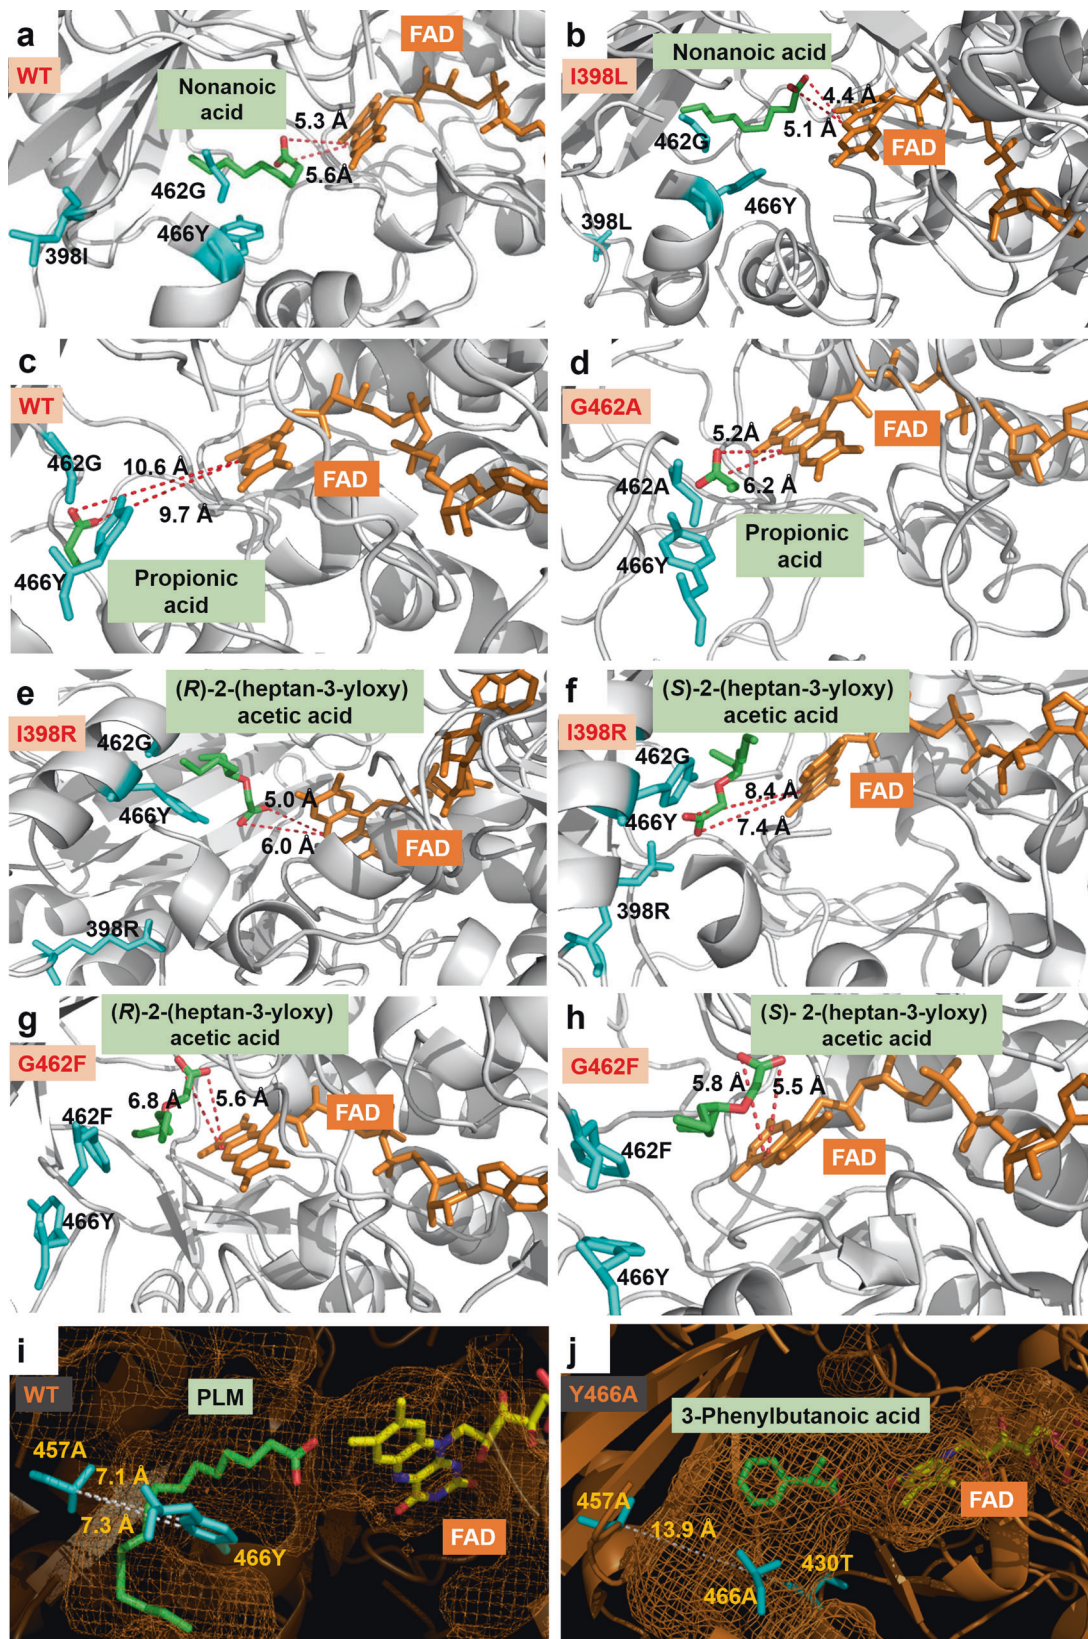 a
WT
FAD
Nonanoic
acid
5.3 Å
5.6Å
462G
466Y
398I
b
I398L
Nonanoic acid
4.4 Å
5.1 Å
FAD
462G
466Y
398L
c
WT
462G
10.6 Å
9.7 Å
FAD
466Y
Propionic
acid
d
G462A
FAD
5.2Å
6.2 Å
462A
466Y
Propionic
acid
e
I398R
(R)-2-(heptan-3-yloxy)
acetic acid
462G
466Y
5.0 Å
6.0 Å
FAD
398R
f
I398R
(S)-2-(heptan-3-yloxy)
acetic acid
462G
466Y
8.4 Å
7.4 Å
FAD
398R
g
G462F
(R)-2-(heptan-3-yloxy)
acetic acid
6.8 Å
5.6 Å
FAD
462F
466Y
h
G462F
(S)- 2-(heptan-3-yloxy)
acetic acid
5.8 Å
5.5 Å
462F
FAD
466Y
i
WT
PLM
457A
7.1 Å
7.3 Å
466Y
FAD
j
Y466A
3-Phenylbutanoic acid
457A
13.9 Å
FAD
430T
466A